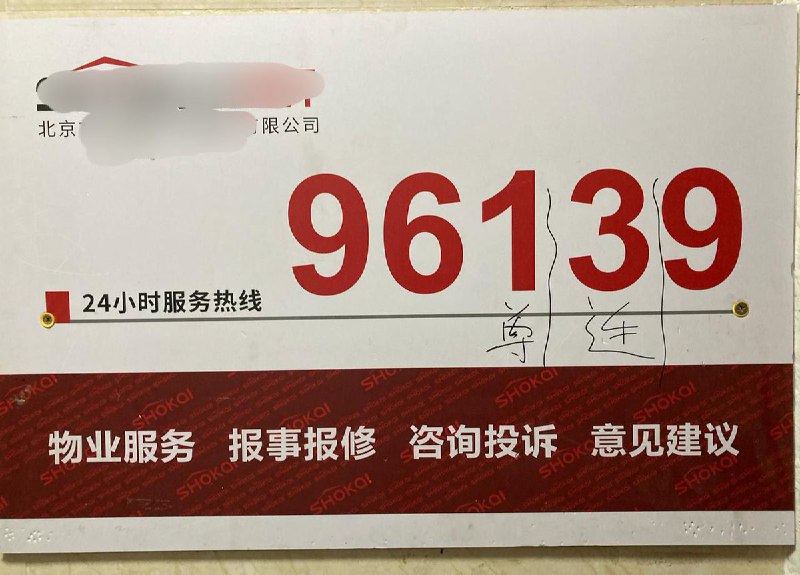 北京 有限公司
96139
24小时服务热线
尊 连
物业服务 报事报修 咨询投诉 意见建议
SHOKAI